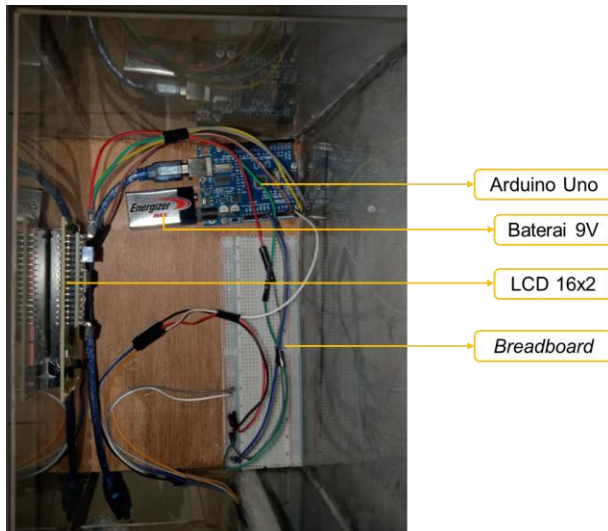 Arduino Uno
Energizer
MAX
Baterai 9V
LCD 16x2
Breadboard